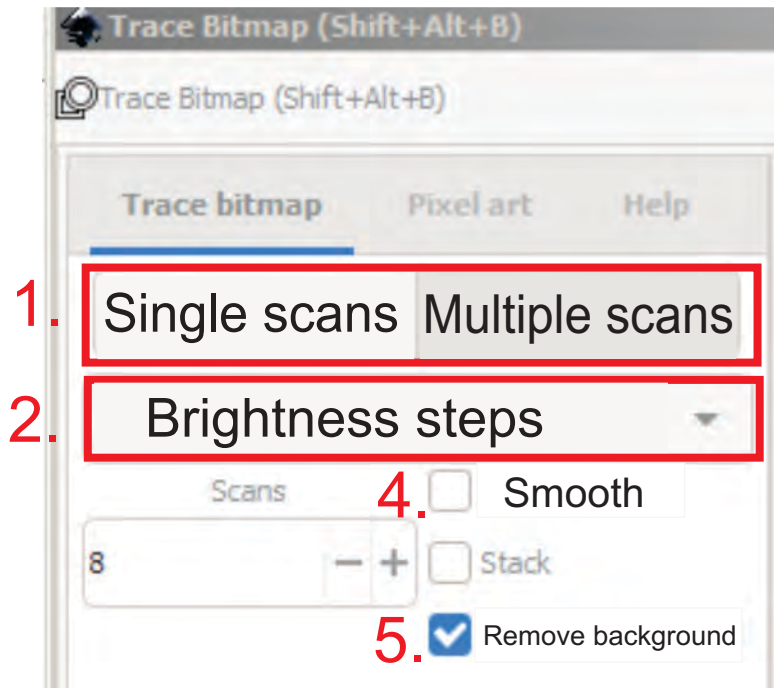 Trace Bitmap (Shift+Alt+B)
Trace Bitmap (Shift+Alt+B)
Trace bitmap Pixel art Help
1. Single scans Multiple scans
2. Brightness steps
Scans 4. Smooth
8 − + Stack
5. Remove background